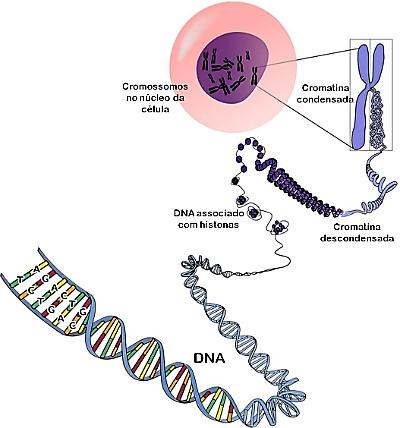 Cromossomos
no núcleo da
célula
Cromatina
condensada
DNA associado
com histonas
Cromatina
descondensada
DNA